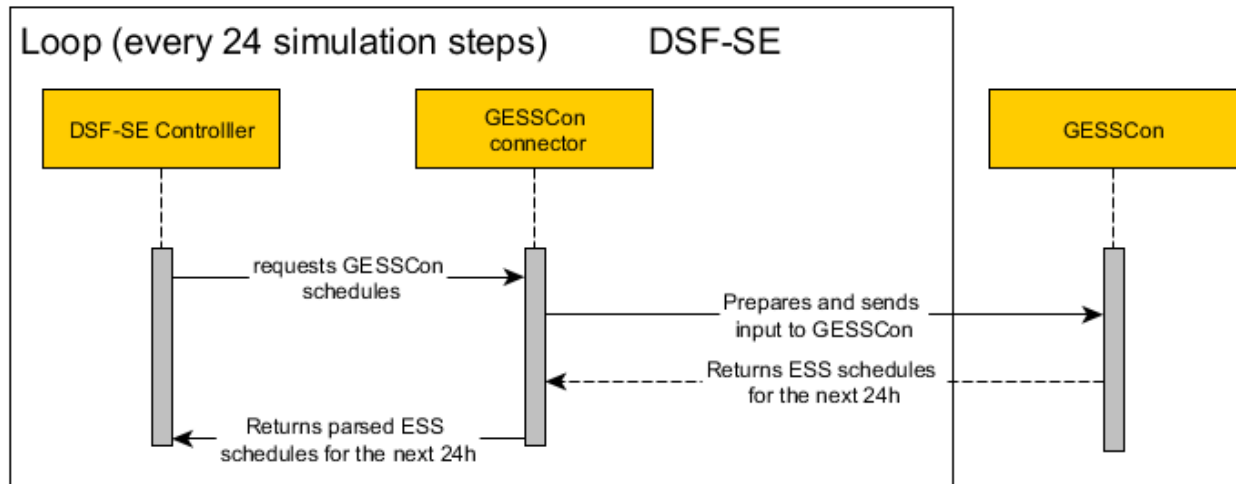 Loop (every 24 simulation steps) DSF-SE
DSF-SE Controlller
GESSCon
connector
GESSCon
requests GESSCon
schedules
Prepares and sends
input to GESSCon
Returns ESS schedules
for the next 24h
Returns parsed ESS
schedules for the next 24h